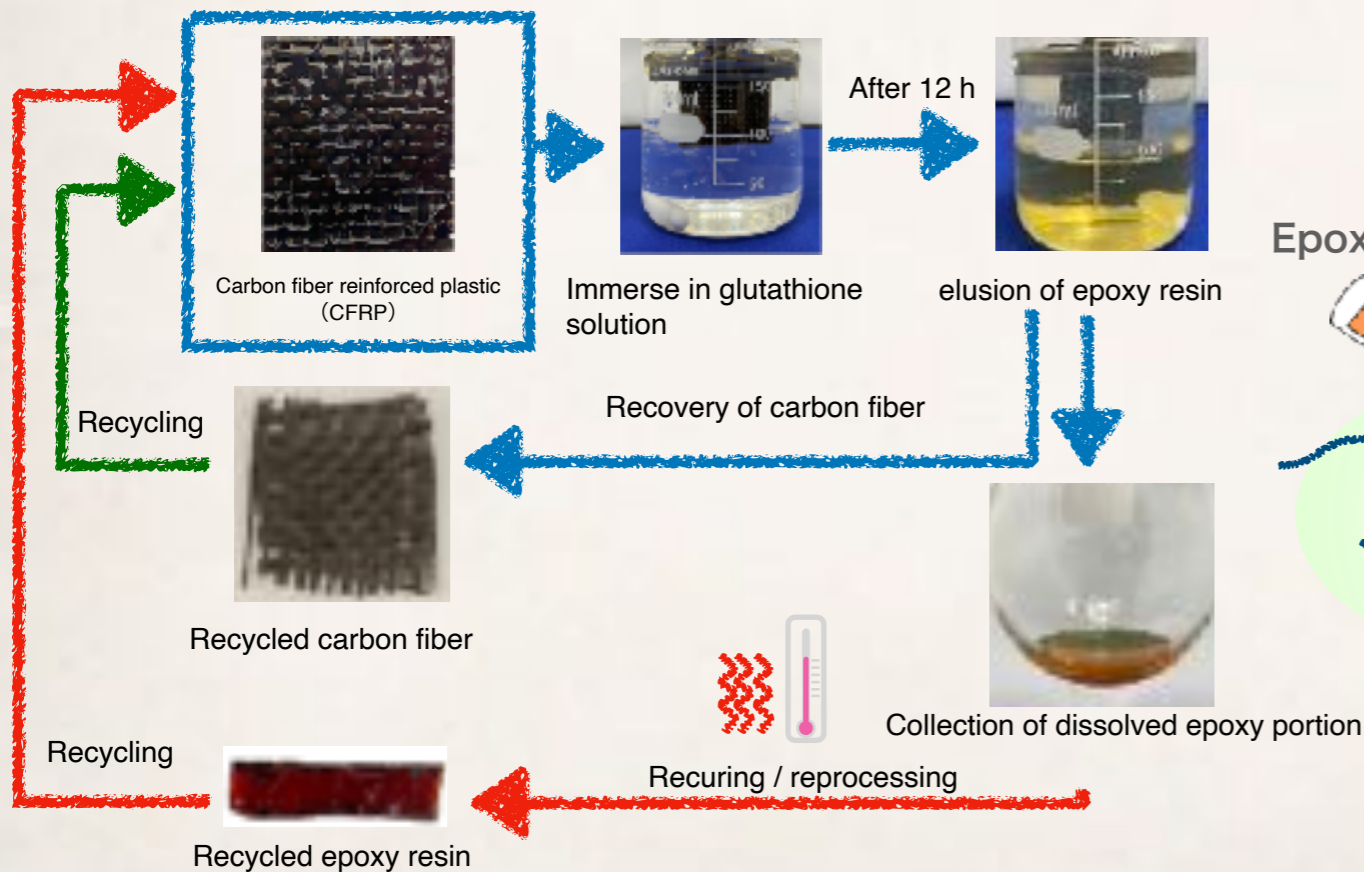 After 12 h
Carbon fiber reinforced plastic
(CFRP)
Immerse in glutathione
solution
elusion of epoxy resin
Epox
Recycling
Recovery of carbon fiber
Recycled carbon fiber
Collection of dissolved epoxy portion
Recycling
Recuring / reprocessing
Recycled epoxy resin